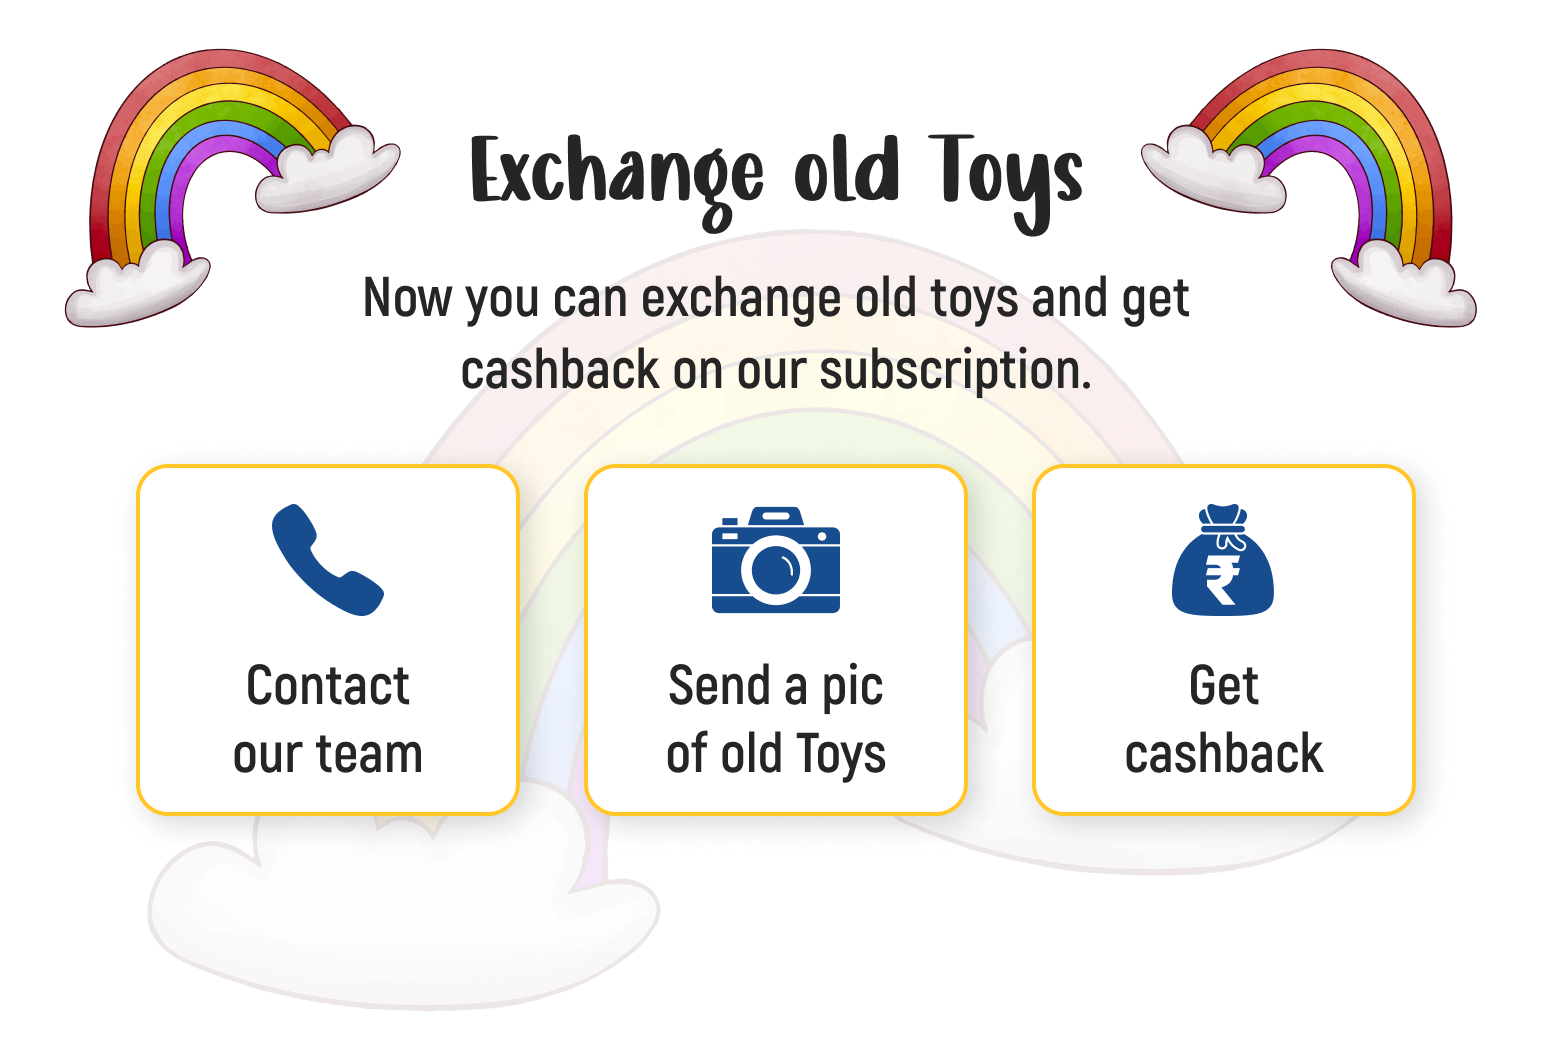 Exchange old Toys
Now you can exchange old toys and get
cashback on our subscription.
Contact
our team
Send a pic
of old Toys
₹
Get
cashback